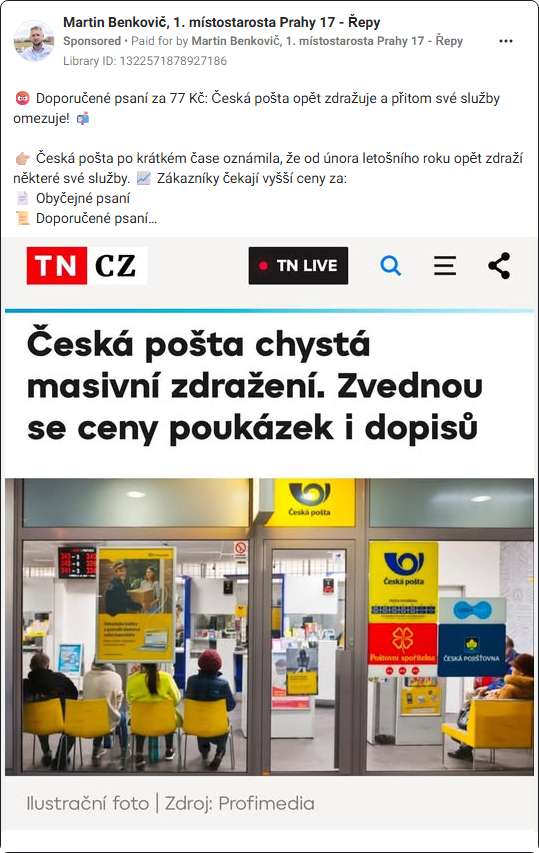 Martin Benkovič, 1. místostarosta Prahy 17 - Řepy
Sponsored • Paid for by Martin Benkovič, 1. místostarosta Prahy 17 - Řepy
Library ID: 1322571878927186
😡 Doporučené psaní za 77 Kč: Česká pošta opět zdražuje a přitom své služby
omezuje! 📬
👉 Česká pošta po krátkém čase oznámila, že od února letošního roku opět zdraží
některé své služby. 📈 Zákazníky čekají vyšší ceny za:
📄 Obyčejné psaní
📜 Doporučené psaní...
TN CZ
TN LIVE
Česká pošta chystá
masivní zdražení. Zvednou
se ceny poukázek i dopisů
Česká pošta
Česká pošta
Poštovní spořitelna
ČESKÁ POJIŠŤOVNA
Ilustrační foto | Zdroj: Profimedia